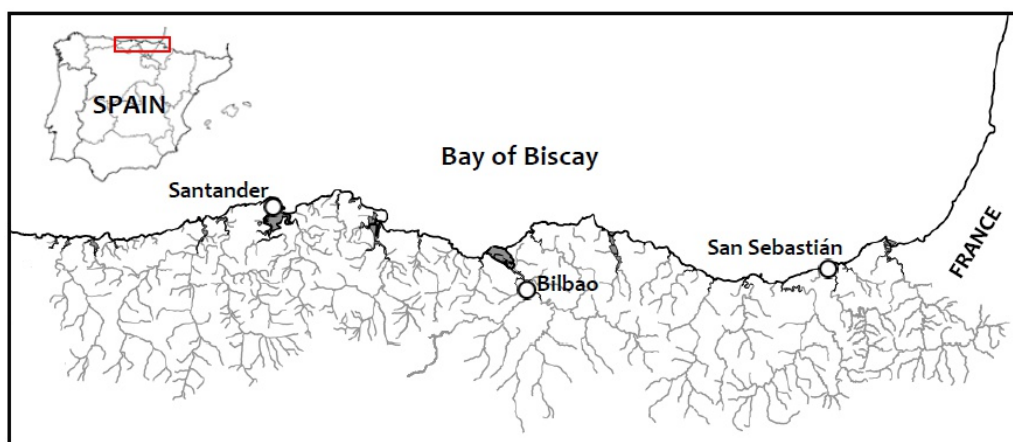 SPAIN
Bay of Biscay
Santander
San Sebastián
Bilbao
FRANCE